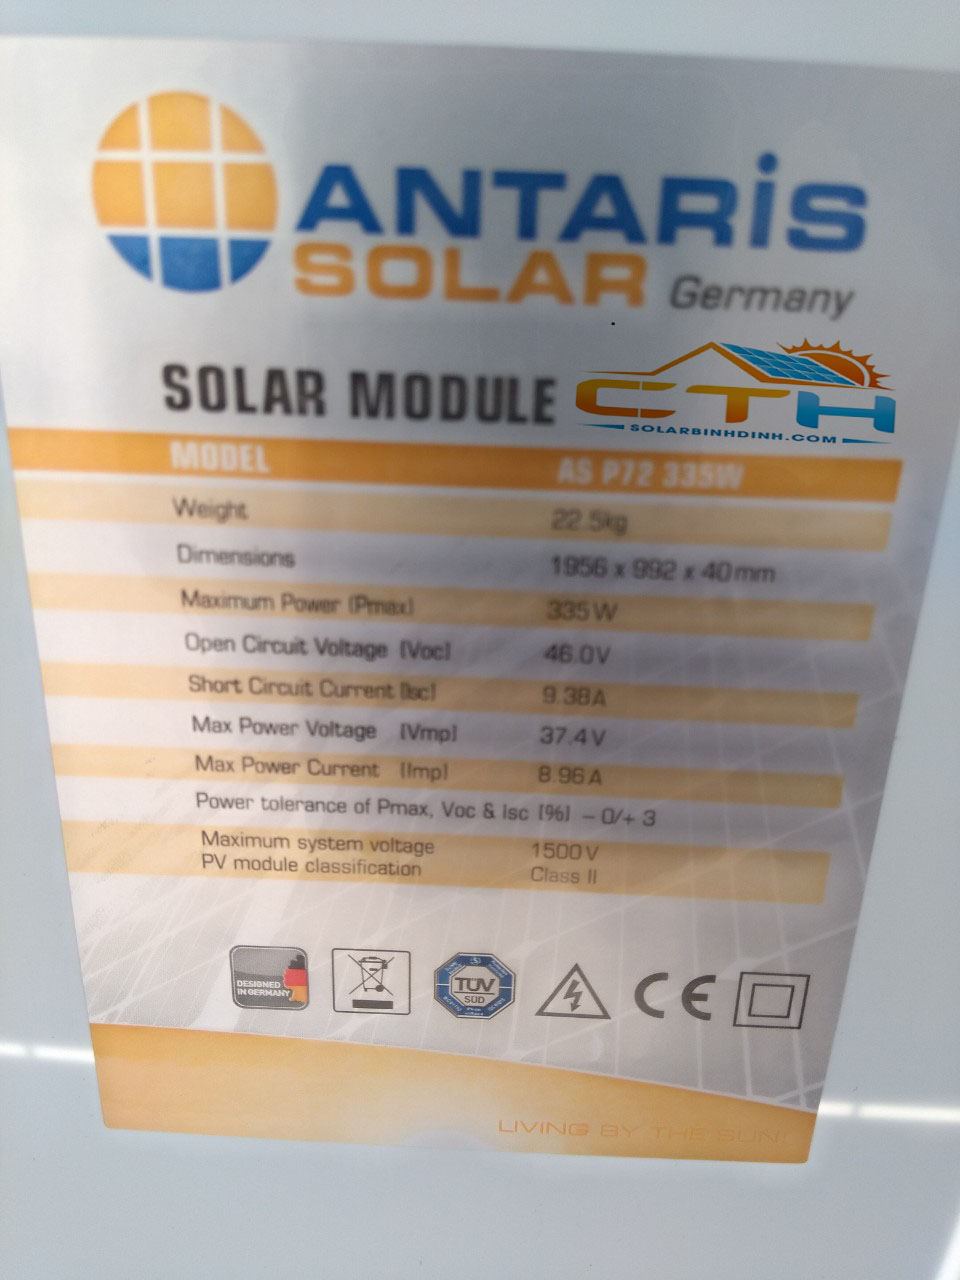 ANTARIS
SOLAR Germany
SOLAR MODULE
CTH
SOLARBINHDINH.COM
MODEL AS P72 335W
Weight 22.5kg
Dimensions 1956 x 992 x 40mm
Maximum Power (Pmax) 335 W
Open Circuit Voltage (Voc) 46.0V
Short Circuit Current (Isc) 9.38A
Max Power Voltage (Vmp) 37.4V
Max Power Current (Imp) 8.96 A
Power tolerance of Pmax, Voc & Isc (%) – 0/+ 3
Maximum system voltage 1500 V
PV module classification Class II
DESIGNED
IN GERMANY
TÜV
SÜD
CE
LIVING BY THE SUN!